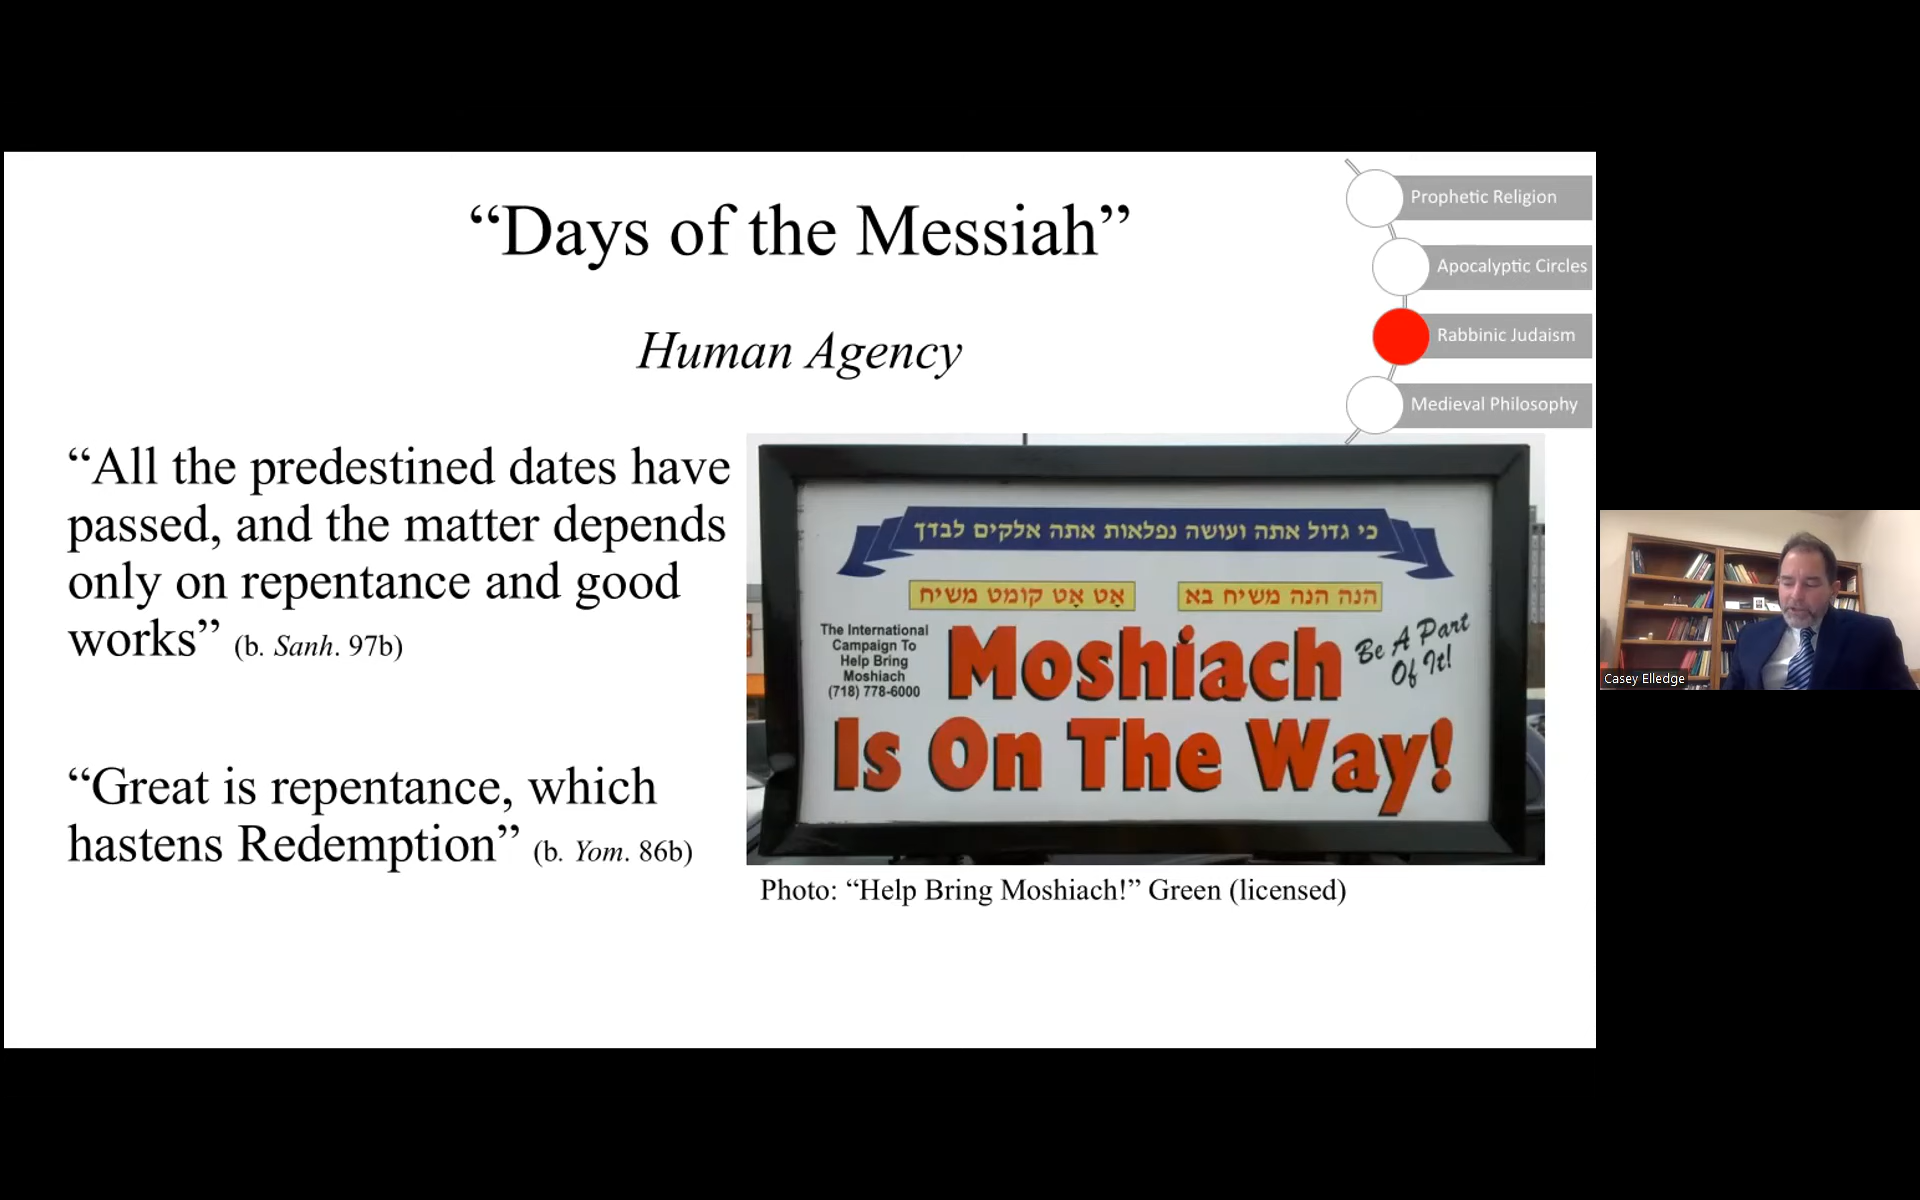 “Days of the Messiah”
Human Agency
Prophetic Religion
Apocalyptic Circles
Rabbinic Judaism
Medieval Philosophy
“All the predestined dates have
passed, and the matter depends
only on repentance and good
works” (b. Sanh. 97b)
“Great is repentance, which
hastens Redemption” (b. Yom. 86b)
כי גדול אתה ועושה נפלאות אתה אלקים לבדך
הנה הנה משיח בא
אָט אָט קומט משיח
The International
Campaign To
Help Bring
Moshiach
(718) 778-6000
Moshiach
Be A Part
Of It!
Is On The Way!
Photo: “Help Bring Moshiach!” Green (licensed)
Casey Elledge